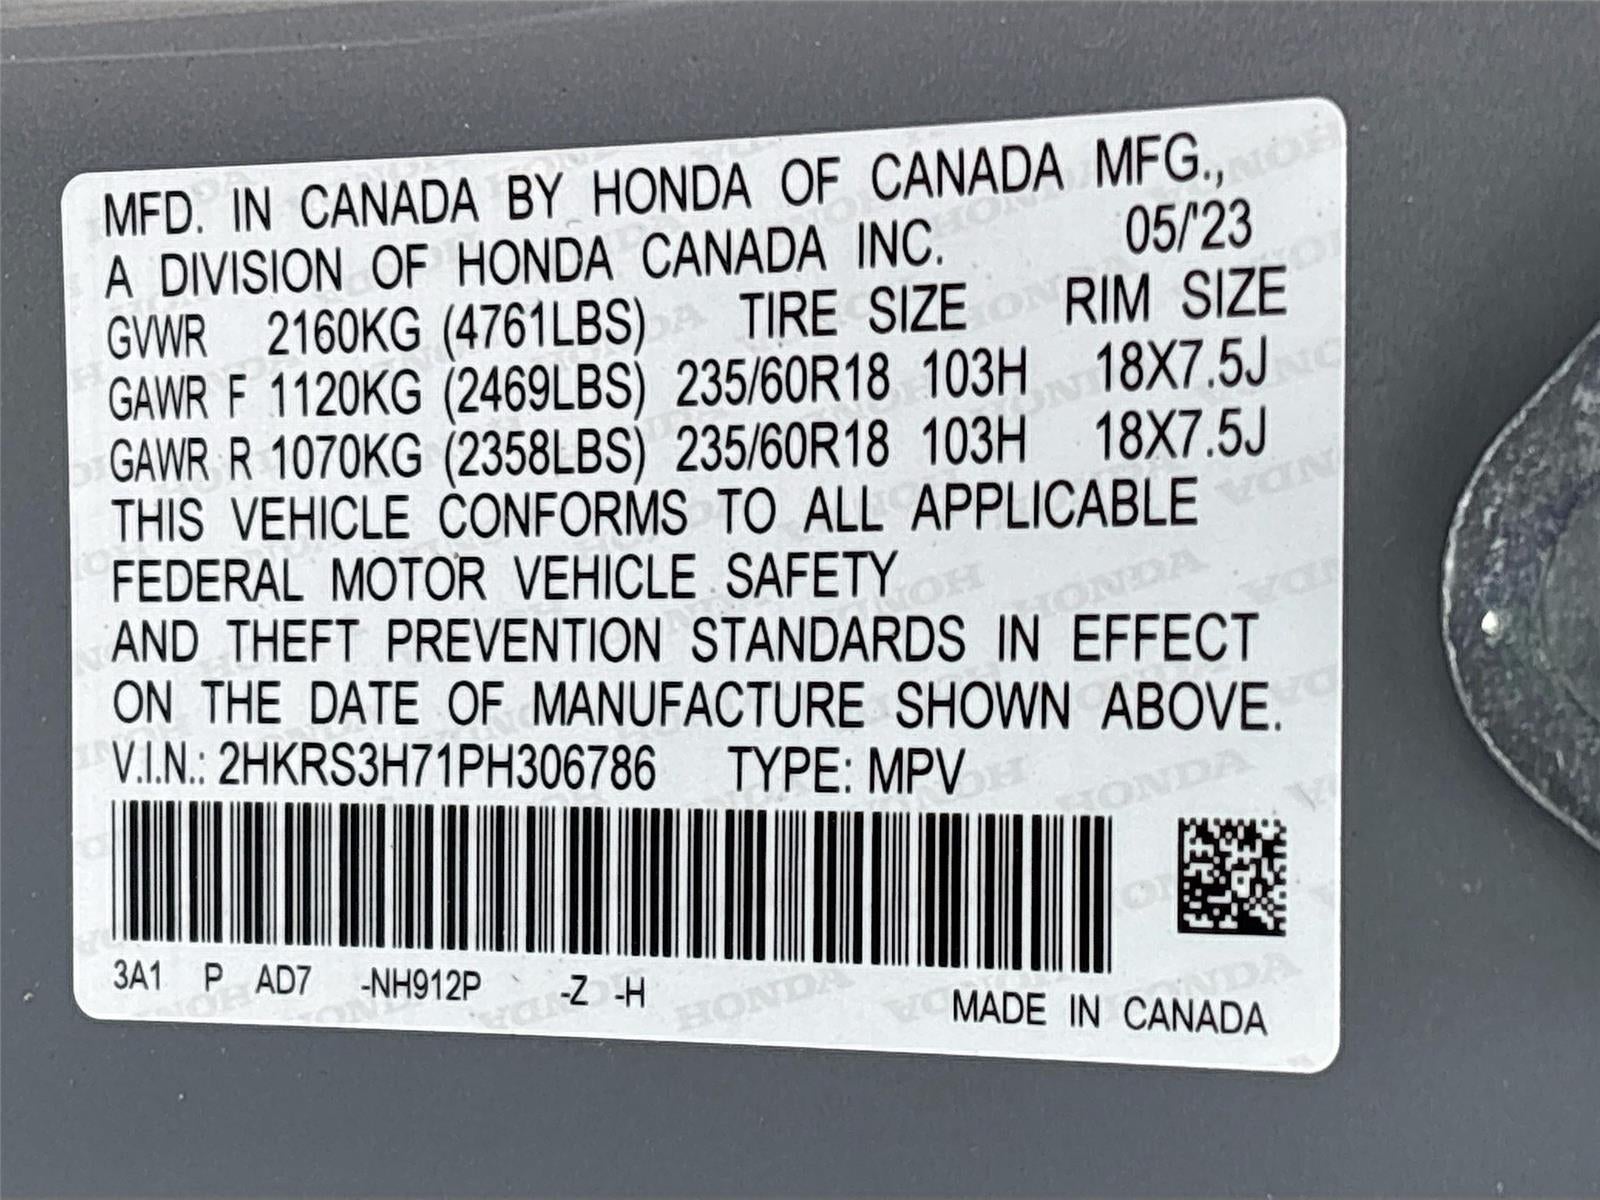 MFD. IN CANADA BY HONDA OF CANADA MFG.,
A DIVISION OF HONDA CANADA INC. 05/'23
GVWR 2160KG (4761LBS) TIRE SIZE RIM SIZE
GAWR F 1120KG (2469LBS) 235/60R18 103H 18X7.5J
GAWR R 1070KG (2358LBS) 235/60R18 103H 18X7.5J
THIS VEHICLE CONFORMS TO ALL APPLICABLE
FEDERAL MOTOR VEHICLE SAFETY
AND THEFT PREVENTION STANDARDS IN EFFECT
ON THE DATE OF MANUFACTURE SHOWN ABOVE.
V.I.N.: 2HKRS3H71PH306786 TYPE: MPV
3A1 P AD7 -NH912P -Z -H
MADE IN CANADA